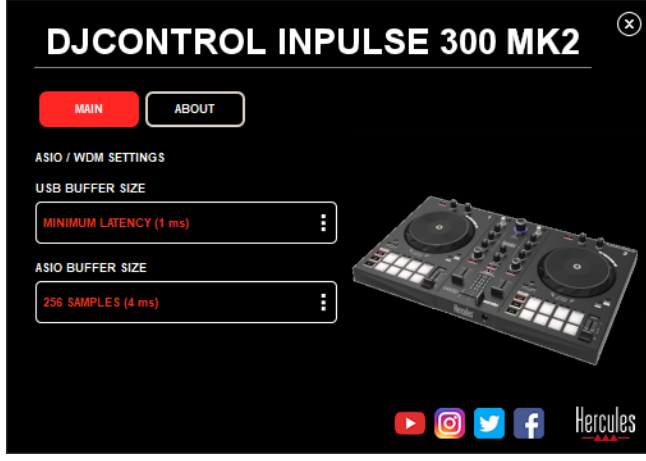 DJCONTROL INPULSE 300 MK2
MAIN
ABOUT
ASIO / WDM SETTINGS
USB BUFFER SIZE
MINIMUM LATENCY (1 ms)
ASIO BUFFER SIZE
256 SAMPLES (4 ms)
Hercules
Hercules